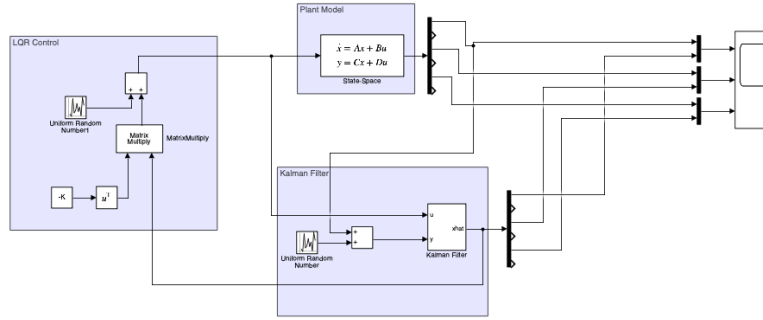 Plant Model
LQR Control
ẋ = Ax + Bu
y = Cx + Du
State-Space
+ +
Uniform Random
Number1
Matrix
Multiply
MatrixMultiply
Kalman Filter
-K
uᵀ
u
+
+
xhat
y
Uniform Random
Number
Kalman Filter